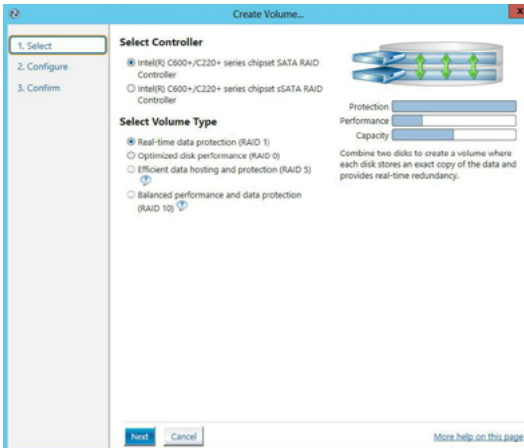 Create Volume...
x
1. Select
2. Configure
3. Confirm
Select Controller
Intel(R) C600+/C220+ series chipset SATA RAID
Controller
Intel(R) C600+/C220+ series chipset sSATA RAID
Controller
Select Volume Type
Real-time data protection (RAID 1)
Optimized disk performance (RAID 0)
Efficient data hosting and protection (RAID 5)
?
Balanced performance and data protection
(RAID 10) ?
Protection
Performance
Capacity
Combine two disks to create a volume where
each disk stores an exact copy of the data and
provides real-time redundancy.
Next Cancel
More help on this page